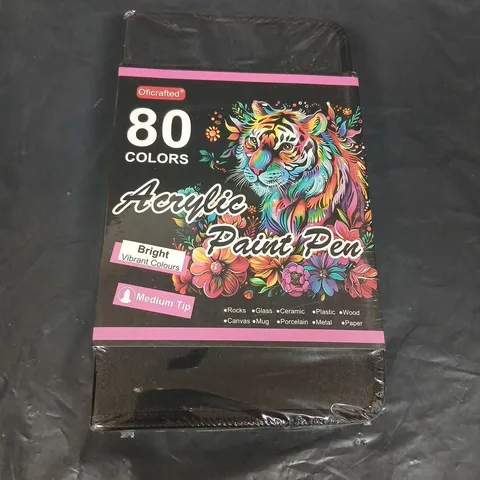 Oficrafted
80
COLORS
Acrylic
Paint Pen
Bright
Vibrant Colours
Medium Tip
•Rocks •Glass •Ceramic •Plastic •Wood
•Canvas •Mug •Porcelain •Metal •Paper